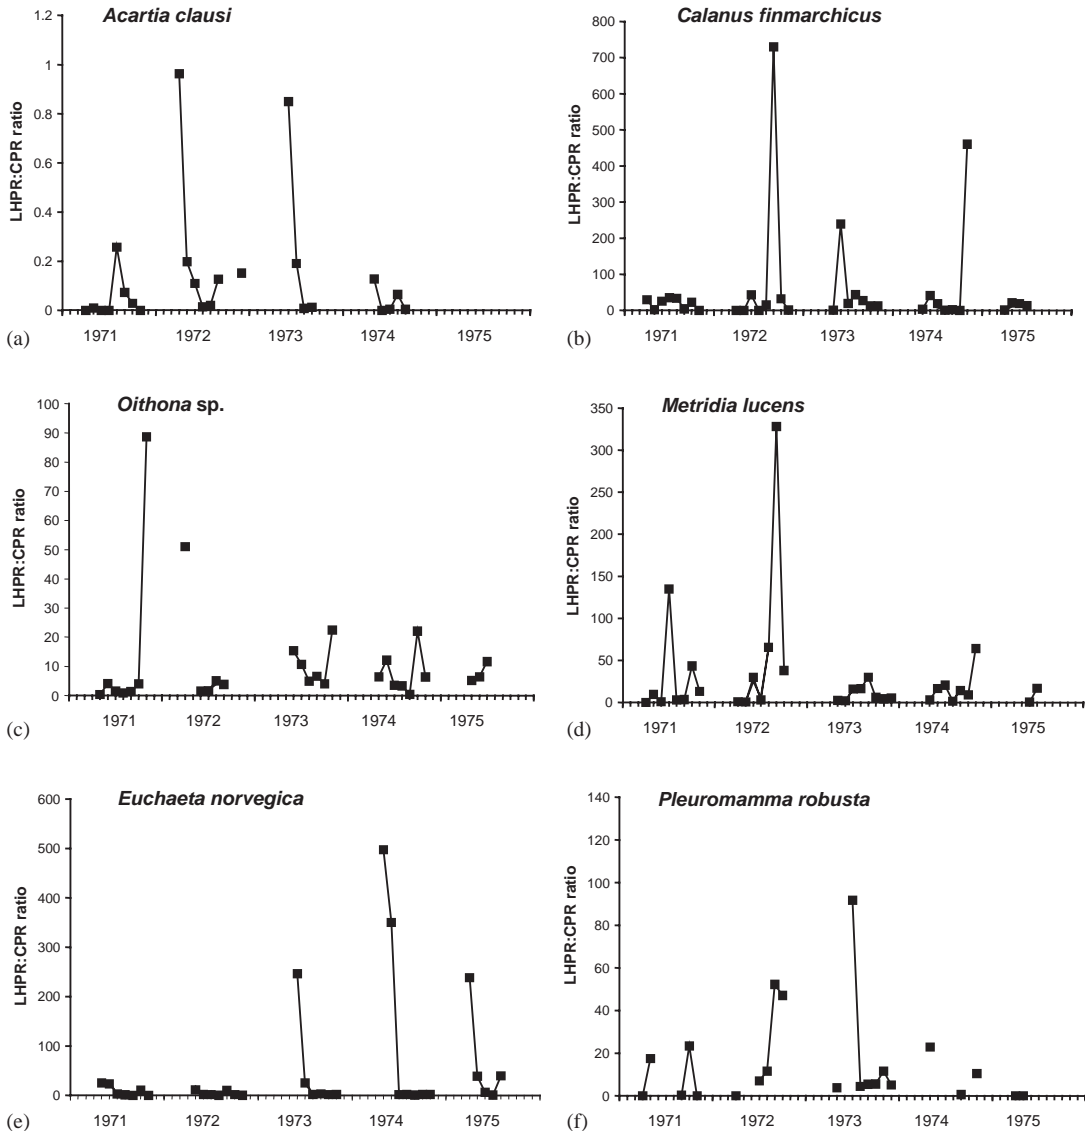 Acartia clausi
1.2
1
0.8
0.6
0.4
0.2
0
LHPR:CPR ratio
1971 1972 1973 1974 1975
(a)
Calanus finmarchicus
800
700
600
500
400
300
200
100
0
LHPR:CPR ratio
1971 1972 1973 1974 1975
(b)
Oithona sp.
100
90
80
70
60
50
40
30
20
10
0
LHPR:CPR ratio
1971 1972 1973 1974 1975
(c)
Metridia lucens
350
300
250
200
150
100
50
0
LHPR:CPR ratio
1971 1972 1973 1974 1975
(d)
Euchaeta norvegica
600
500
400
300
200
100
0
LHPR:CPR ratio
1971 1972 1973 1974 1975
(e)
Pleuromamma robusta
140
120
100
80
60
40
20
0
LHPR:CPR ratio
1971 1972 1973 1974 1975
(f)